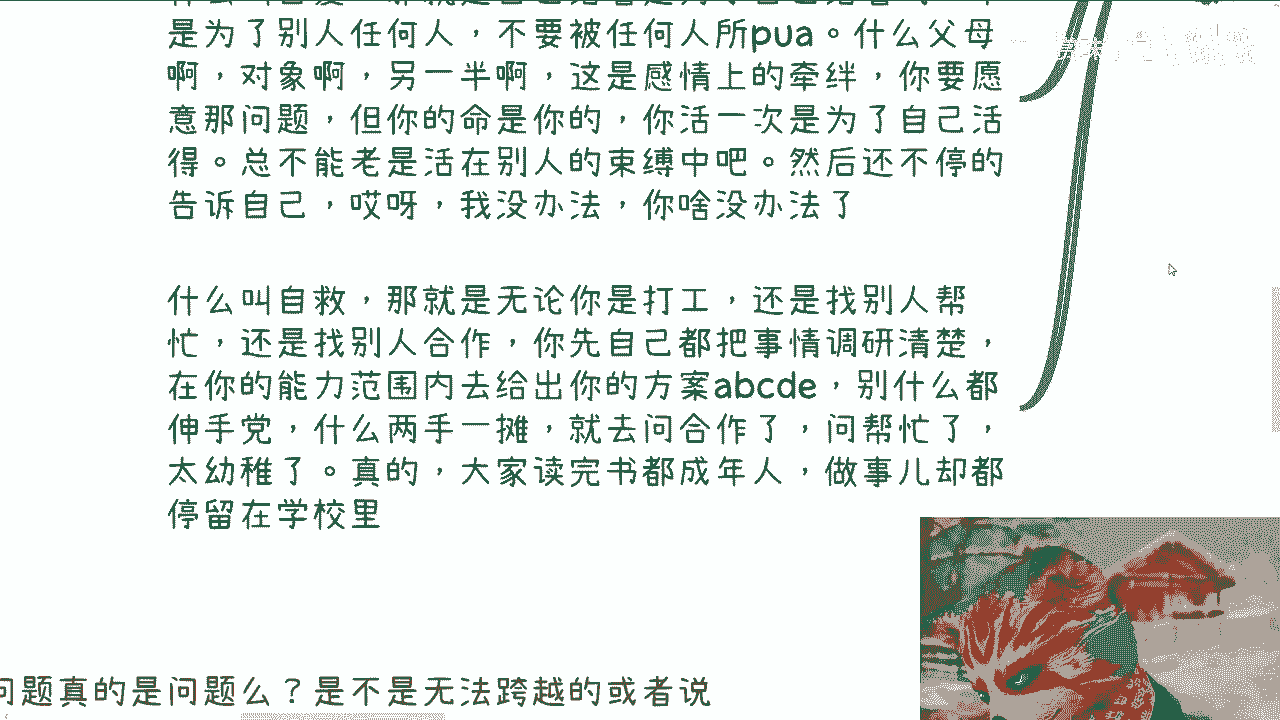 是为了别人任何人，不要被任何人所pua。什么父母
啊，对象啊，另一半啊，这是感情上的牵绊，你要愿
意那问题，但你的命是你的，你活一次是为了自己活
得。总不能老是活在别人的束缚中吧。然后还不停的
告诉自己，哎呀，我没办法，你啥没办法了
什么叫自救，那就是无论你是打工，还是找别人帮
忙，还是找别人合作，你先自己都把事情调研清楚，
在你的能力范围内去给出你的方案abcde，别什么都
伸手党，什么两手一摊，就去问合作了，问帮忙了，
太幼稚了。真的，大家读完书都成年人，做事儿却都
停留在学校里
问题真的是问题么？是不是无法跨越的或者说